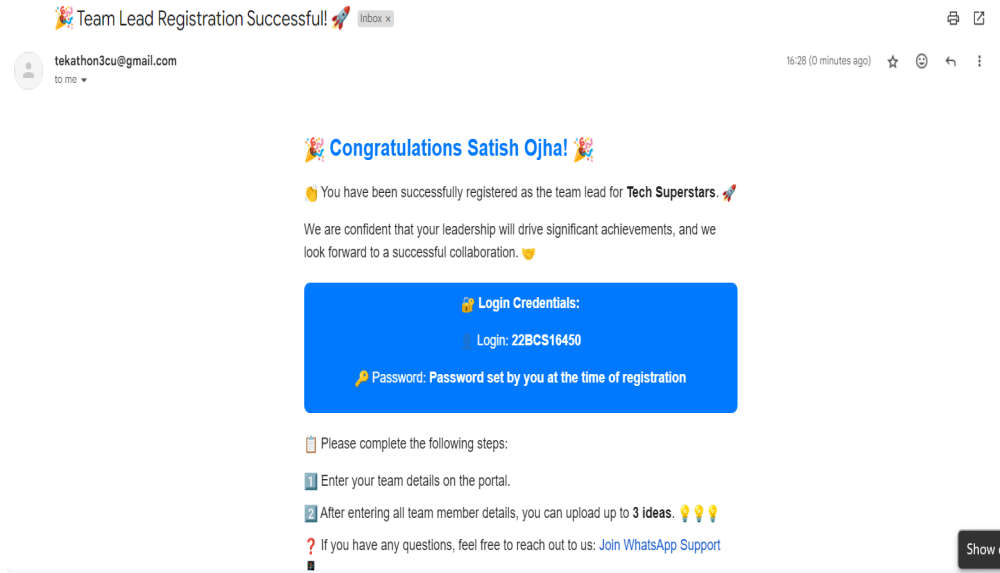 🎉 Team Lead Registration Successful! 🚀 Inbox ×
tekathon3cu@gmail.com
16:28 (0 minutes ago)
to me
🎉 Congratulations Satish Ojha! 🎉
👏 You have been successfully registered as the team lead for Tech Superstars. 🚀
We are confident that your leadership will drive significant achievements, and we
look forward to a successful collaboration. 🤝
🔐 Login Credentials:
👤 Login: 22BCS16450
🔑 Password: Password set by you at the time of registration
📋 Please complete the following steps:
1️⃣ Enter your team details on the portal.
2️⃣ After entering all team member details, you can upload up to 3 ideas. 💡💡💡
❓ If you have any questions, feel free to reach out to us: Join WhatsApp Support
Show